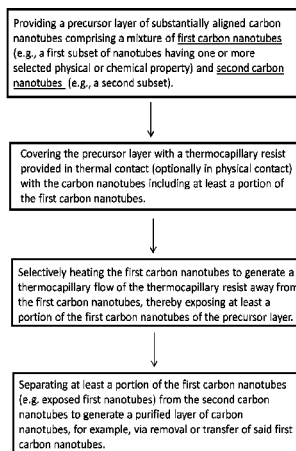 Providing a precursor layer of substantially aligned carbon
nanotubes comprising a mixture of first carbon nanotubes
(e.g., a first subset of nanotubes having one or more
selected physical or chemical property) and second carbon
nanotubes (e.g., a second subset).
Covering the precursor layer with a thermocapillary resist
provided in thermal contact (optionally in physical contact)
with the carbon nanotubes including at least a portion of
the first carbon nanotubes.
Selectively heating the first carbon nanotubes to generate a
thermocapillary flow of the thermocapillary resist away from
the first carbon nanotubes, thereby exposing at least a
portion of the first carbon nanotubes of the precursor layer.
Separating at least a portion of the first carbon nanotubes
(e.g. exposed first nanotubes) from the second carbon
nanotubes to generate a purified layer of carbon
nanotubes, for example, via removal or transfer of said first
carbon nanotubes.